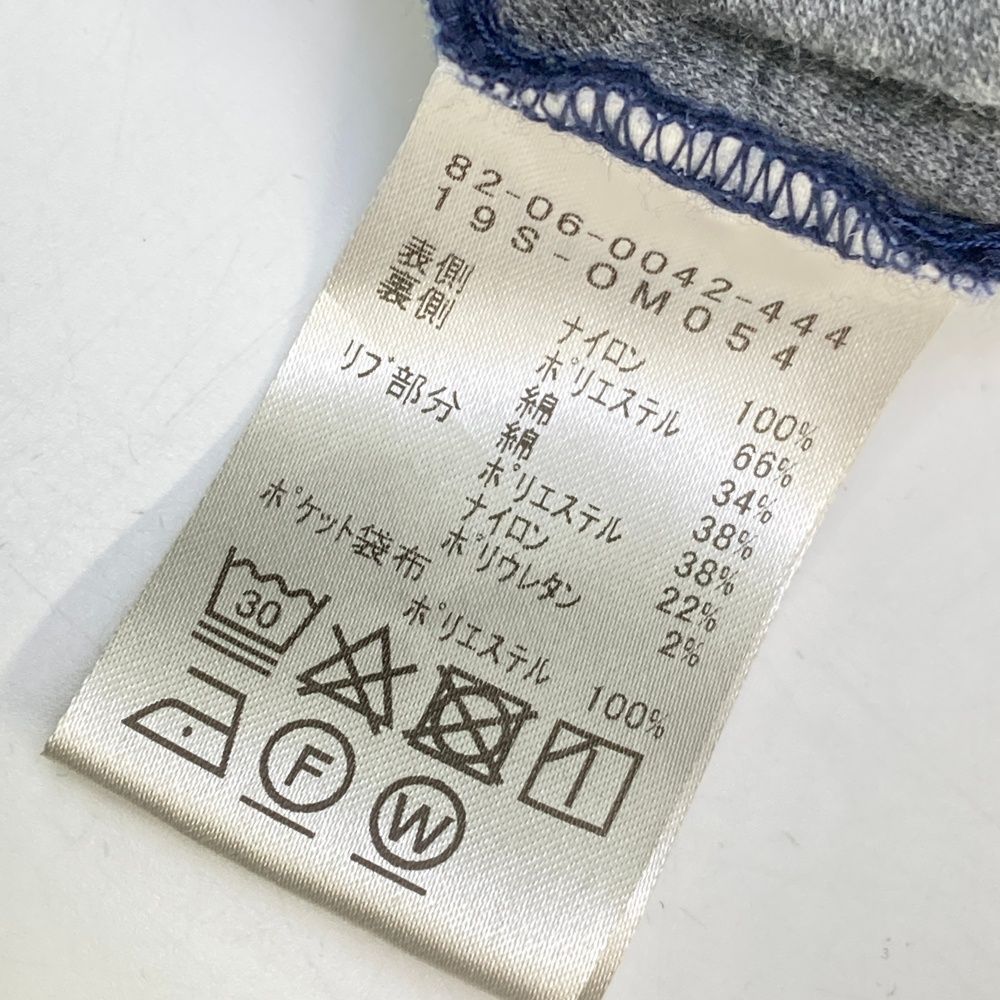 82-06-0042-444
19S-OM054
表側 ナイロン 100%
裏側 ポリエステル 66%
綿 34%
リブ部分 綿 38%
ポリエステル 38%
ナイロン 22%
ポリウレタン 2%
ポケット袋布 ポリエステル 100%
30
F
W